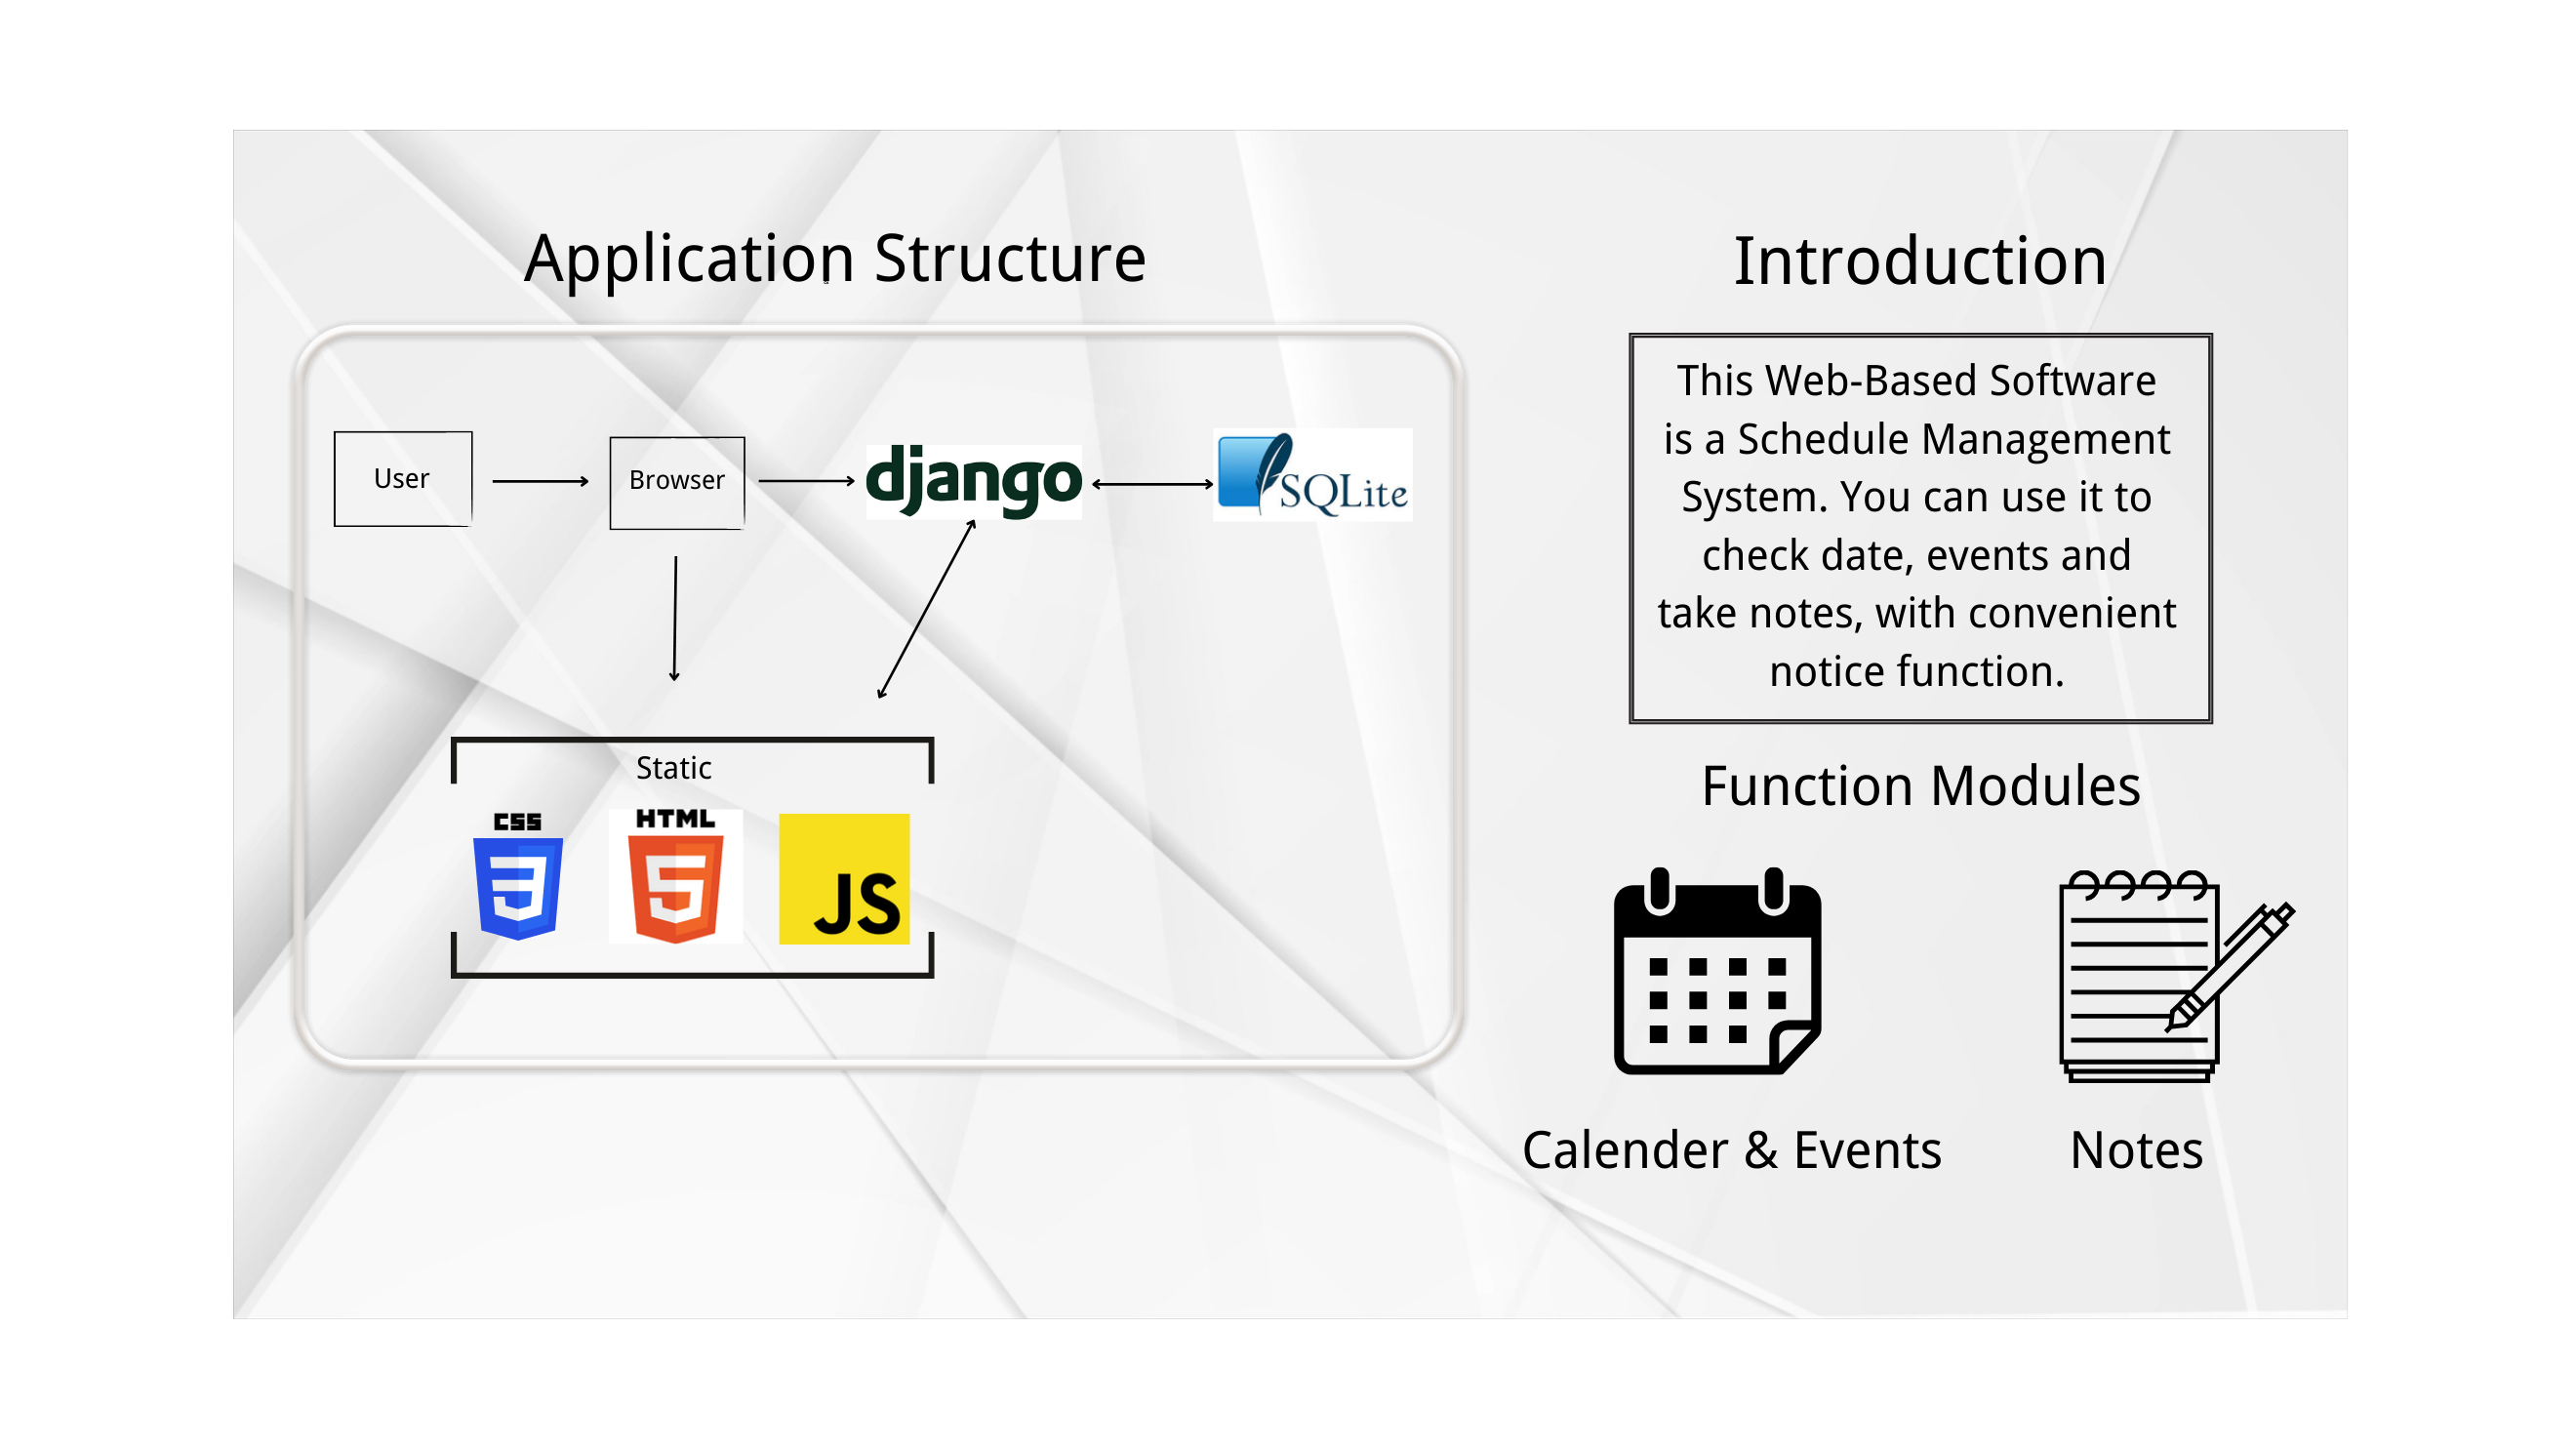 Application Structure
User
Browser
django
SQLite
Static
CSS
HTML
JS
Introduction
This Web-Based Software
is a Schedule Management
System. You can use it to
check date, events and
take notes, with convenient
notice function.
Function Modules
Calender & Events
Notes